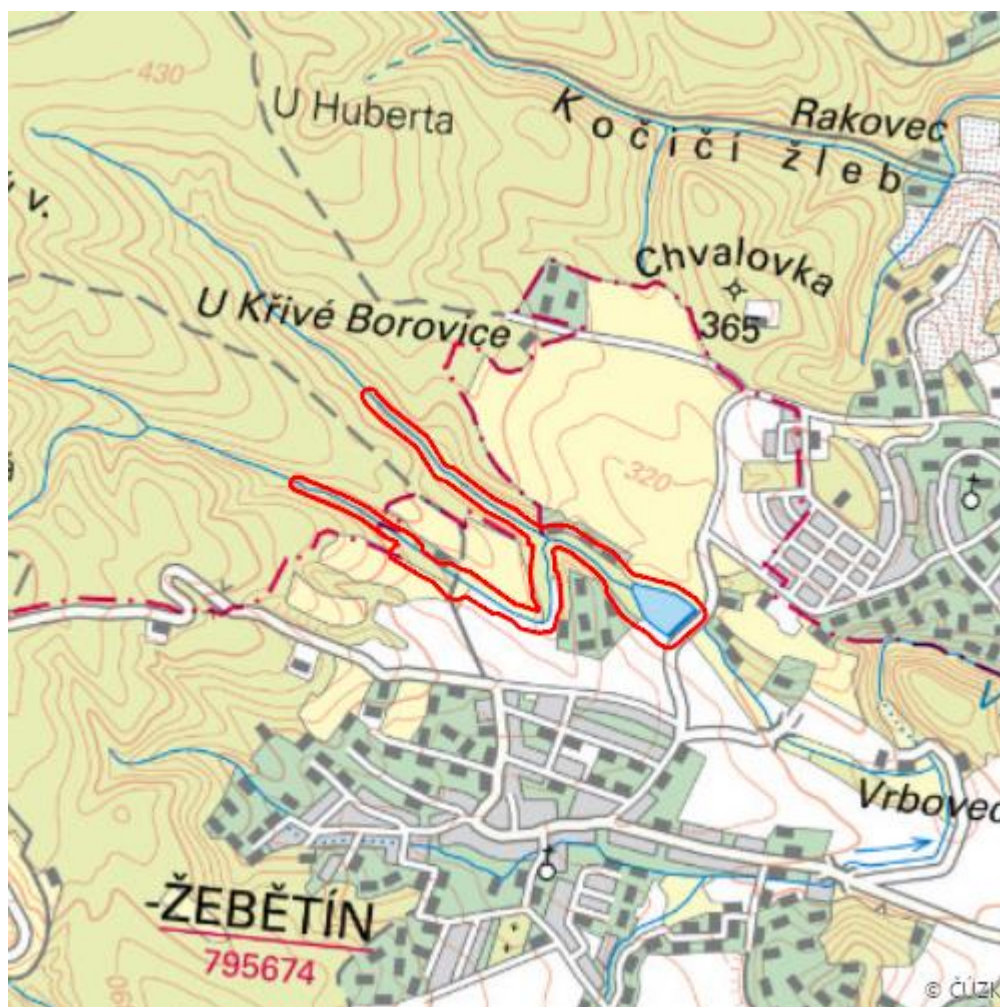 430
U Huberta
Kočičí žleb
Rakovec
v.
Chvalovka
365
U Křivé Borovice
320
V
Vrbovec
-ŽEBĚTÍN
795674
© ČÚZK